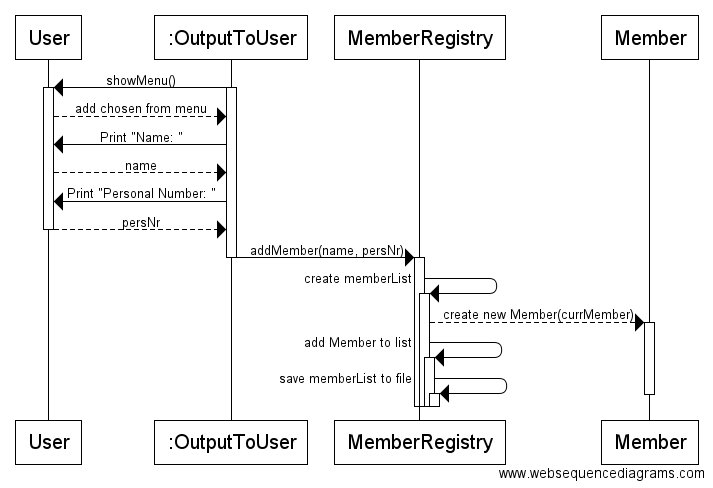 User :OutputToUser MemberRegistry Member
showMenu()
add chosen from menu
Print "Name: "
name
Print "Personal Number: "
persNr
addMember(name, persNr)
create memberList
create new Member(currMember)
add Member to list
save memberList to file
User :OutputToUser MemberRegistry Member
www.websequencediagrams.com